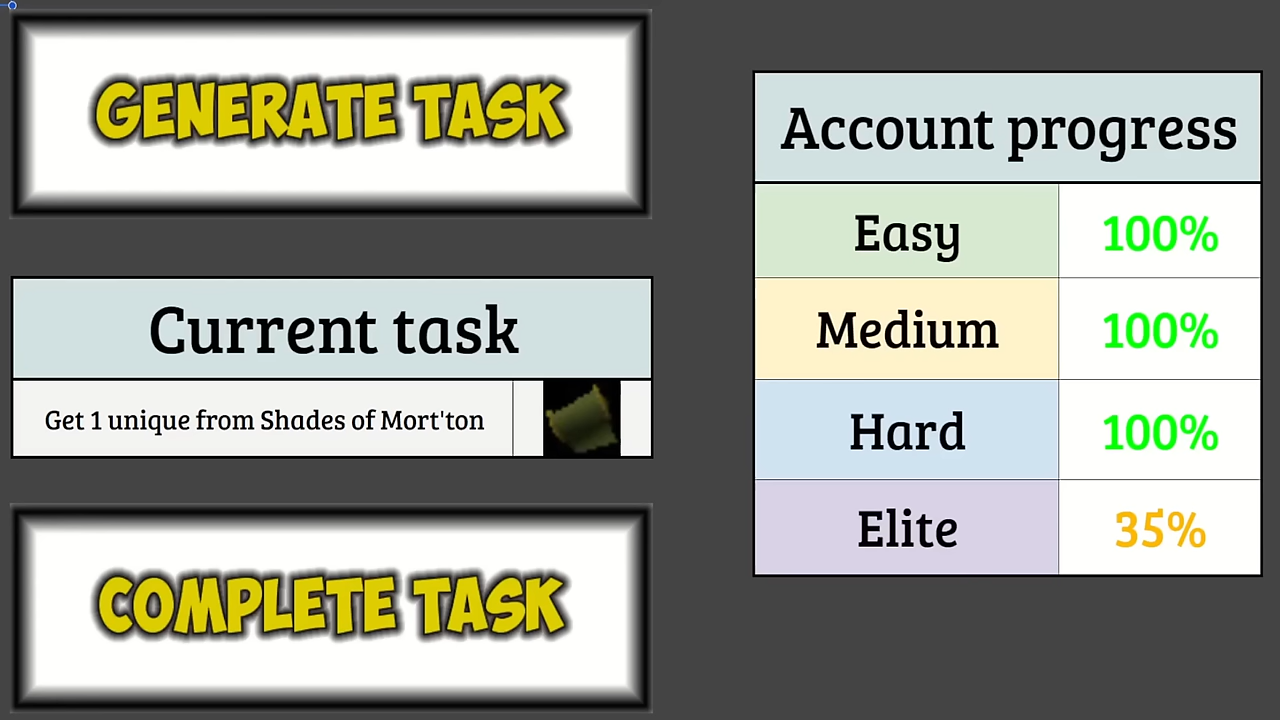 GENERATE TASK
Current task
Get 1 unique from Shades of Mort'ton
COMPLETE TASK
Account progress
Easy 100%
Medium 100%
Hard 100%
Elite 35%